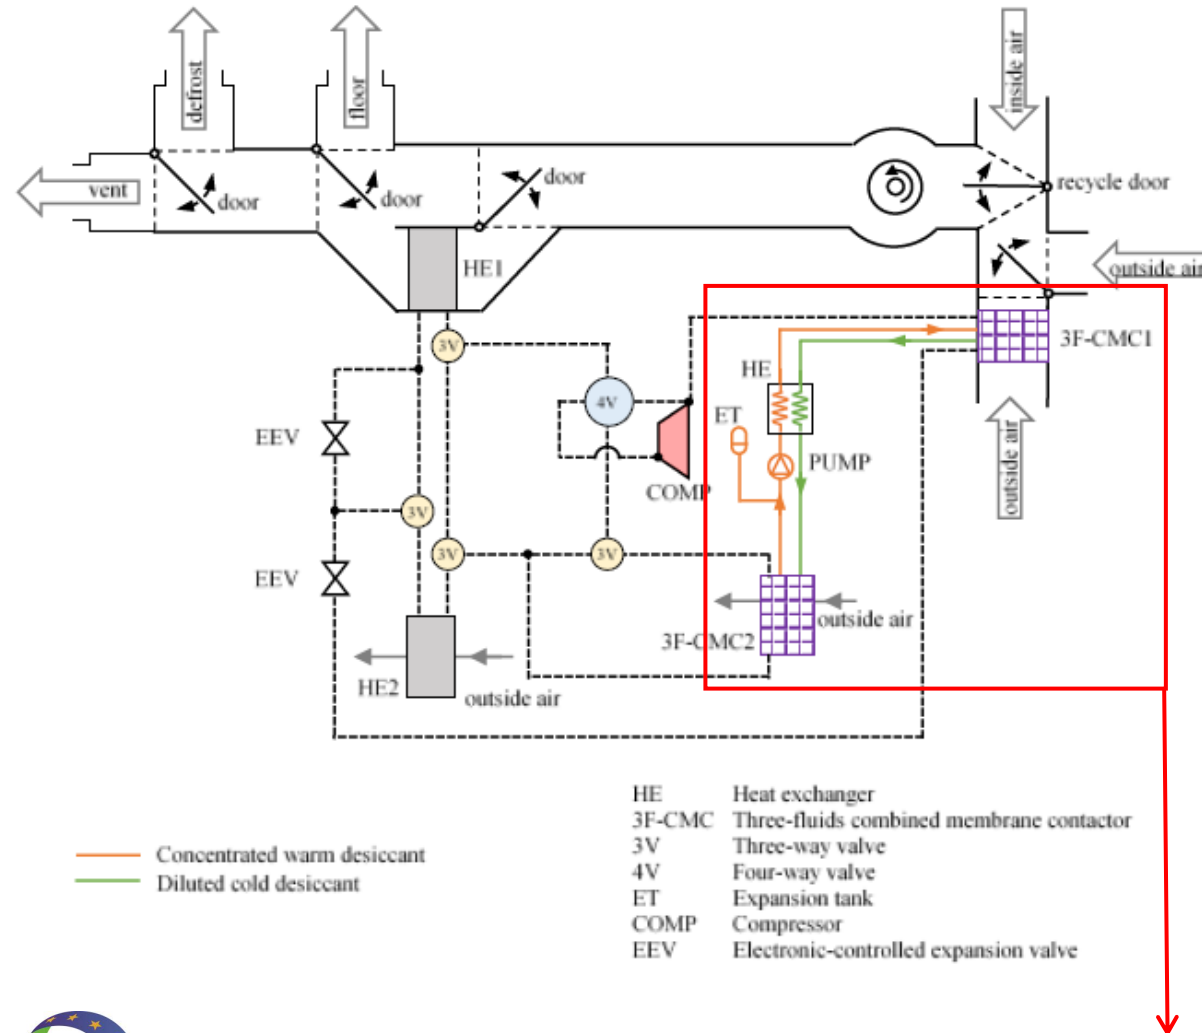 defrost
floor
inside air
vent
door
door
door
recycle door
outside air
HE1
3V
3F-CMC1
HE
4V
ET
EEV
PUMP
COMP
outside air
3V
3V
3V
EEV
outside air
3F-CMC2
HE2
outside air
HE Heat exchanger
3F-CMC Three-fluids combined membrane contactor
3V Three-way valve
4V Four-way valve
ET Expansion tank
COMP Compressor
EEV Electronic-controlled expansion valve
Concentrated warm desiccant
Diluted cold desiccant